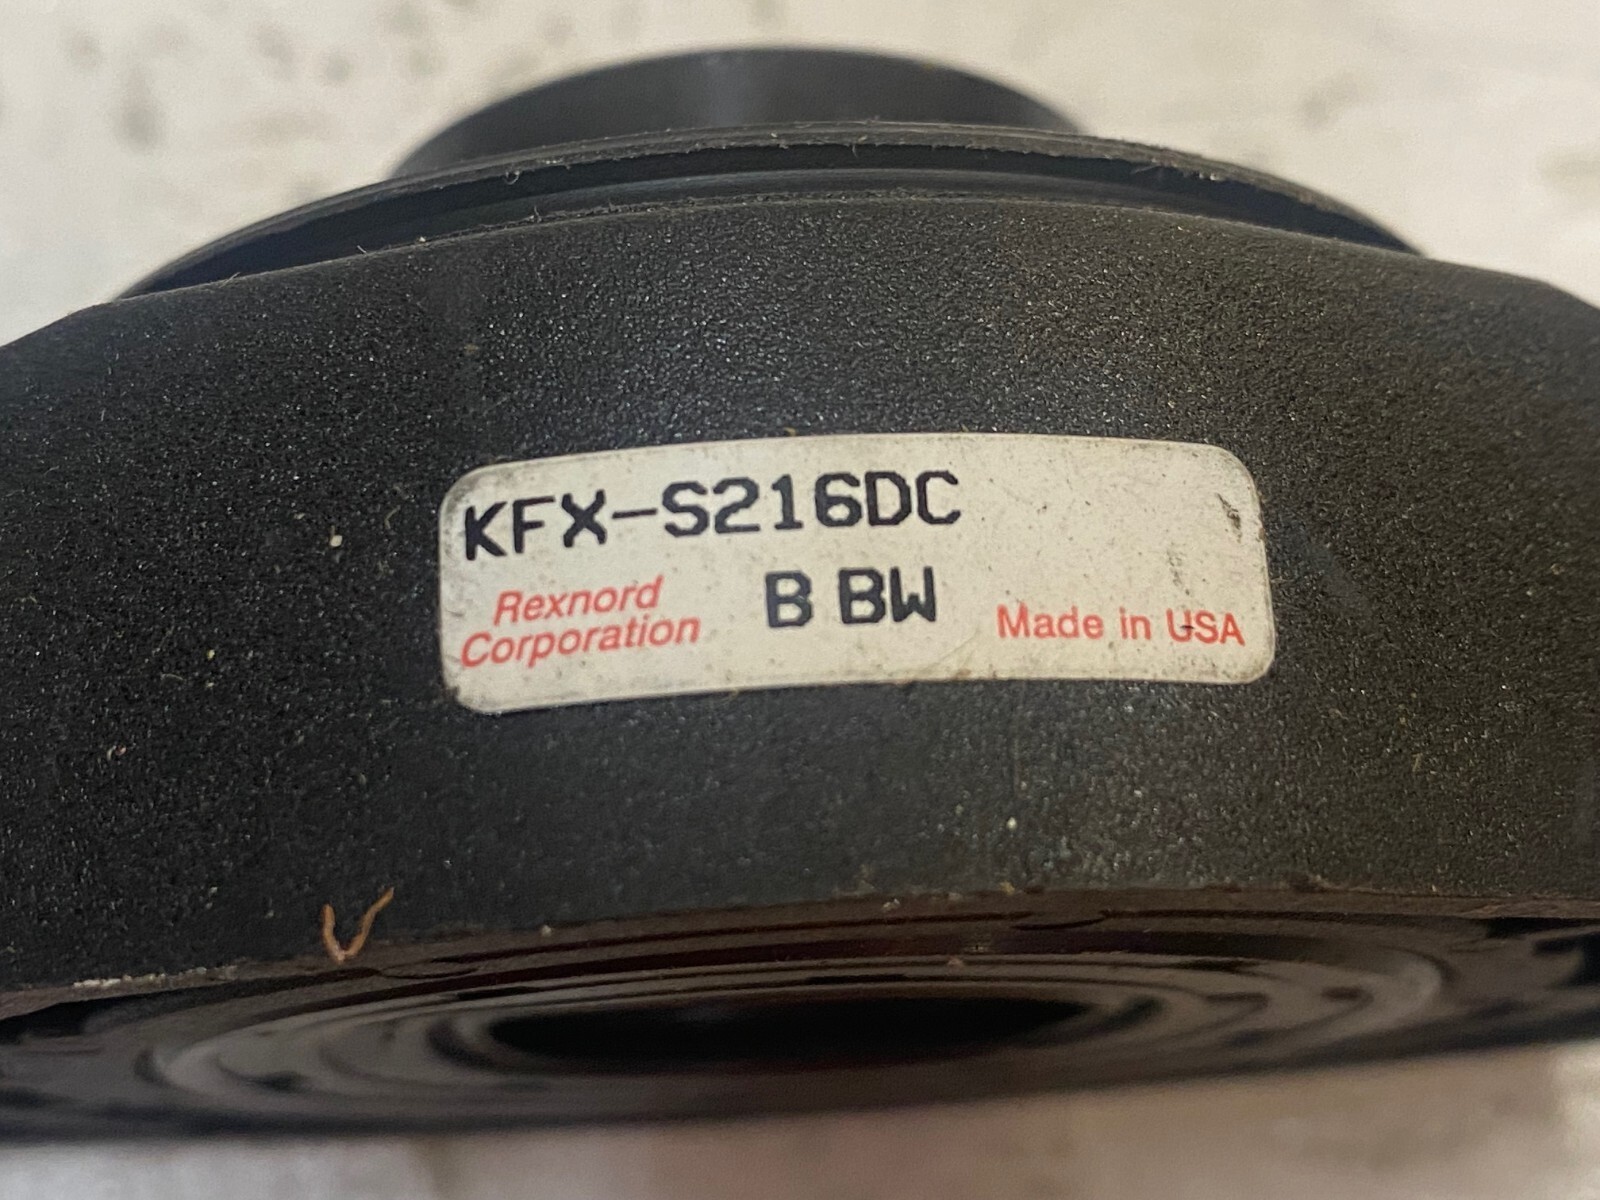 KFX-S216DC
Rexnord
Corporation
B BW
Made in USA